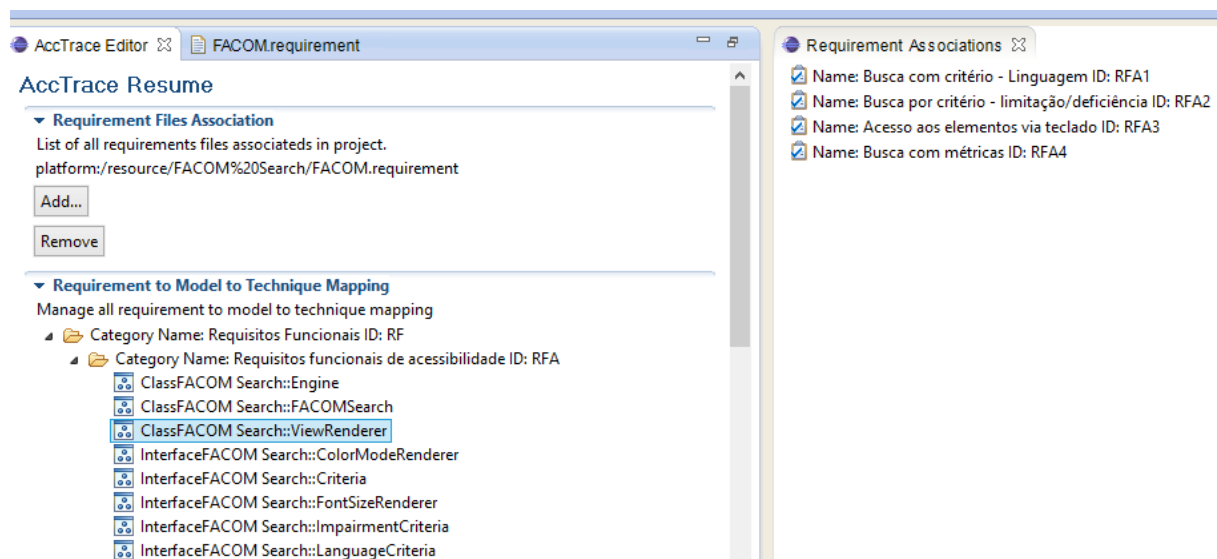 AccTrace Editor
FACOM.requirement
AccTrace Resume
Requirement Files Association
List of all requirements files associateds in project.
platform:/resource/FACOM%20Search/FACOM.requirement
Add...
Remove
Requirement to Model to Technique Mapping
Manage all requirement to model to technique mapping
Category Name: Requisitos Funcionais ID: RF
Category Name: Requisitos funcionais de acessibilidade ID: RFA
ClassFACOM Search::Engine
ClassFACOM Search::FACOMSearch
ClassFACOM Search::ViewRenderer
InterfaceFACOM Search::ColorModeRenderer
InterfaceFACOM Search::Criteria
InterfaceFACOM Search::FontSizeRenderer
InterfaceFACOM Search::ImpairmentCriteria
InterfaceFACOM Search::LanguageCriteria
Requirement Associations
Name: Busca com critério - Linguagem ID: RFA1
Name: Busca por critério - limitação/deficiência ID: RFA2
Name: Acesso aos elementos via teclado ID: RFA3
Name: Busca com métricas ID: RFA4